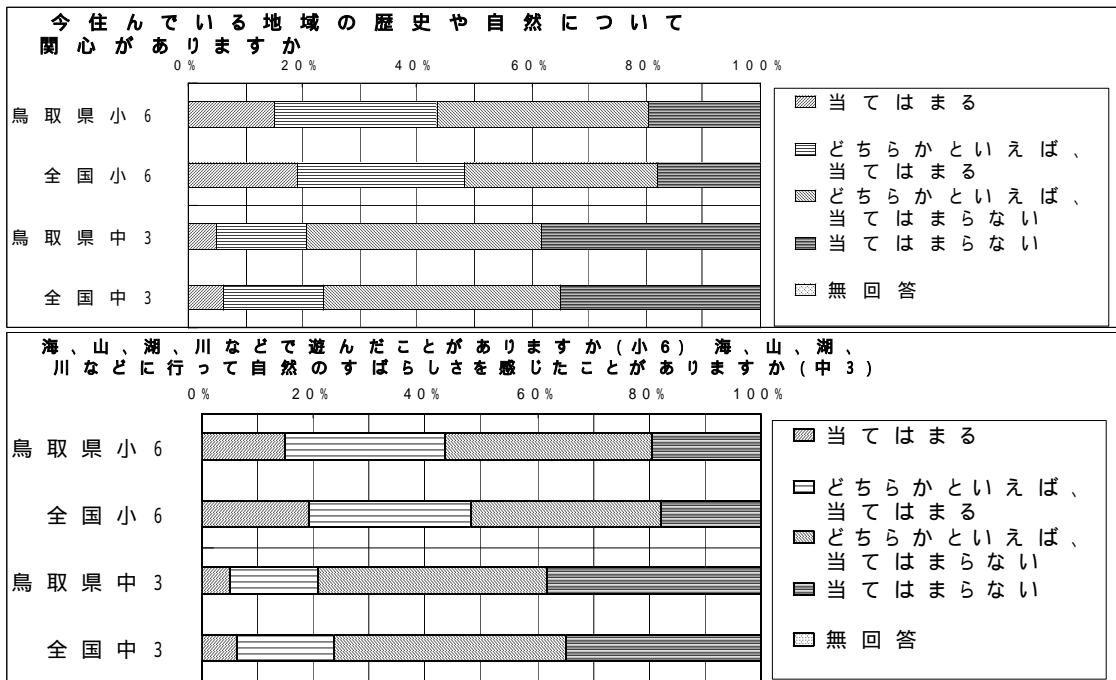 今住んでいる地域の歴史や自然について
関心がありますか
0% 20% 40% 60% 80% 100%
鳥取県小6
全国小6
鳥取県中3
全国中3
当てはまる
どちらかといえば、
当てはまる
どちらかといえば、
当てはまらない
当てはまらない
無回答
海、山、湖、川などで遊んだことがありますか(小6) 海、山、湖、
川などに行って自然のすばらしさを感じたことがありますか(中3)
0% 20% 40% 60% 80% 100%
鳥取県小6
全国小6
鳥取県中3
全国中3
当てはまる
どちらかといえば、
当てはまる
どちらかといえば、
当てはまらない
当てはまらない
無回答